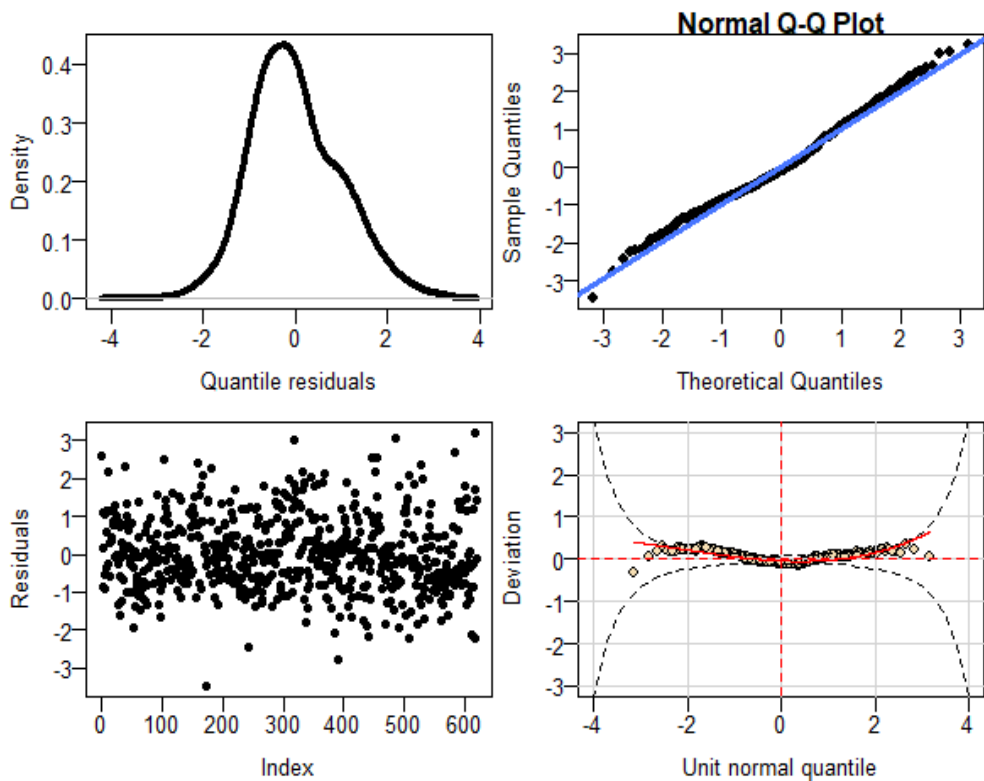 Density
0.4
0.3
0.2
0.1
0.0
-4 -2 0 2 4
Quantile residuals
Normal Q-Q Plot
Sample Quantiles
3
2
1
0
-1
-2
-3
-3 -2 -1 0 1 2 3
Theoretical Quantiles
Residuals
3
2
1
0
-1
-2
-3
0 100 200 300 400 500 600
Index
Deviation
3
2
1
0
-1
-2
-3
-4 -2 0 2 4
Unit normal quantile